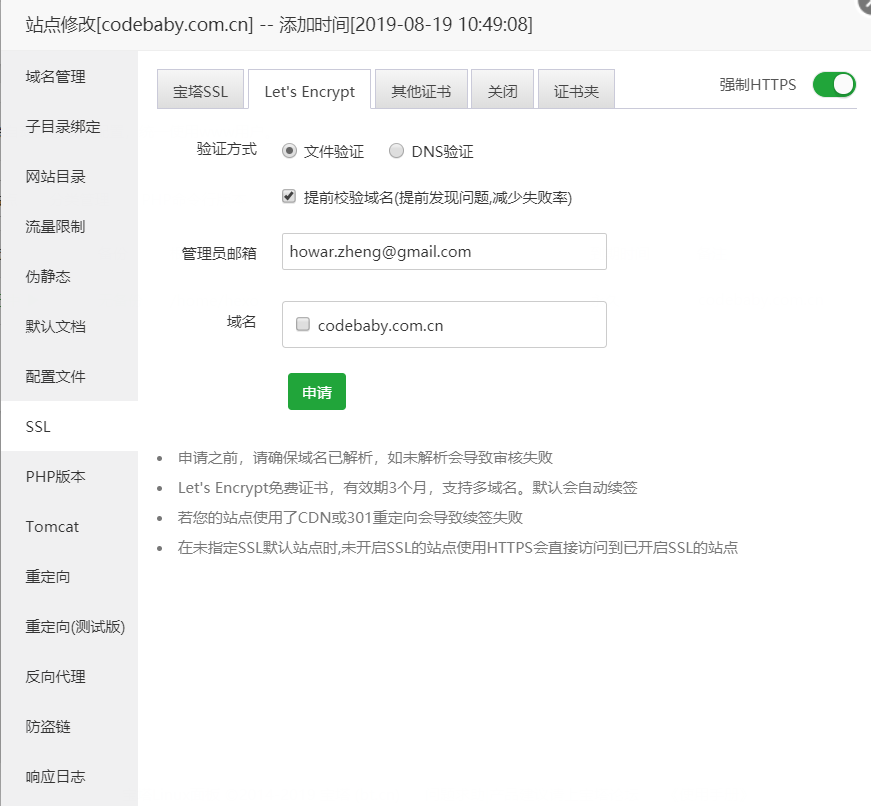 站点修改[codebaby.com.cn] -- 添加时间[2019-08-19 10:49:08]
域名管理
子目录绑定
网站目录
流量限制
伪静态
默认文档
配置文件
SSL
PHP版本
Tomcat
重定向
重定向(测试版)
反向代理
防盗链
响应日志
宝塔SSL
Let's Encrypt
其他证书
关闭
证书夹
强制HTTPS
验证方式
文件验证
DNS验证
提前校验域名(提前发现问题,减少失败率)
管理员邮箱
howar.zheng@gmail.com
域名
codebaby.com.cn
申请
申请之前，请确保域名已解析，如未解析会导致审核失败
Let's Encrypt免费证书，有效期3个月，支持多域名。默认会自动续签
若您的站点使用了CDN或301重定向会导致续签失败
在未指定SSL默认站点时,未开启SSL的站点使用HTTPS会直接访问到已开启SSL的站点